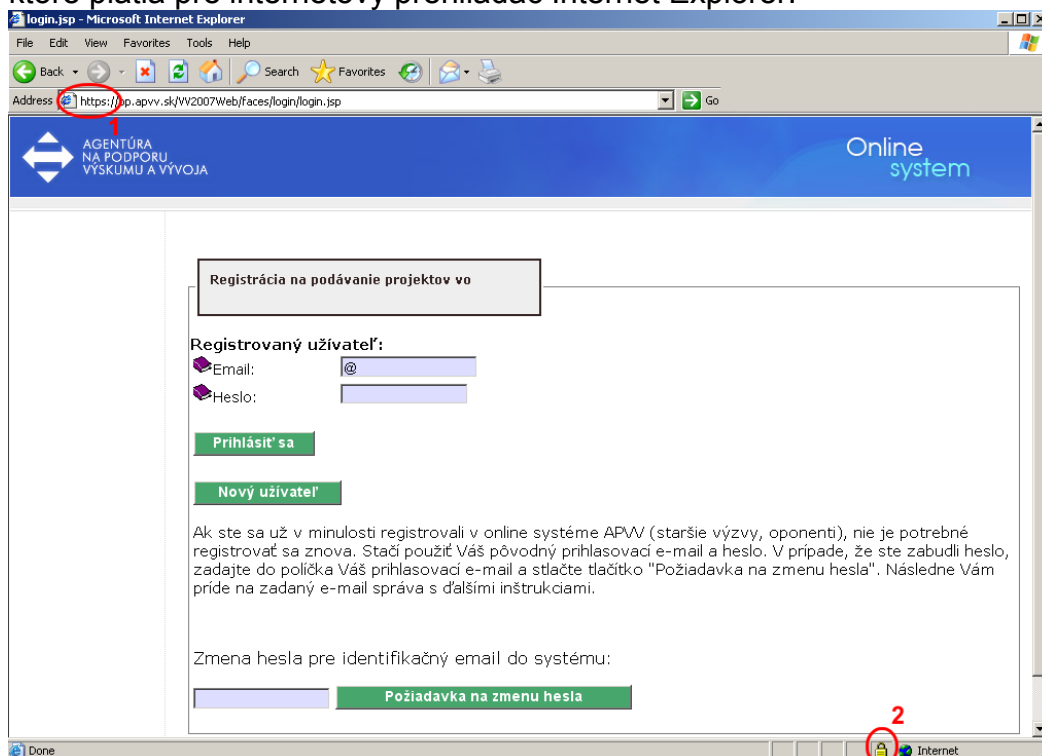 ktoré platia pre internetový prehliadač Internet Explorer:
login.jsp - Microsoft Internet Explorer
File Edit View Favorites Tools Help
Back Search Favorites
Address https://pp.apvv.sk/VV2007Web/faces/login/login.jsp Go
1
AGENTÚRA
NA PODPORU
VÝSKUMU A VÝVOJA
Online
system
Registrácia na podávanie projektov vo
Registrovaný užívateľ:
Email: @
Heslo:
Prihlásiť sa
Nový užívateľ
Ak ste sa už v minulosti registrovali v online systéme APVV (staršie výzvy, oponenti), nie je potrebné
registrovať sa znova. Stačí použiť Váš pôvodný prihlasovací e-mail a heslo. V prípade, že ste zabudli heslo,
zadajte do políčka Váš prihlasovací e-mail a stlačte tlačítko "Požiadavka na zmenu hesla". Následne Vám
príde na zadaný e-mail správa s ďalšími inštrukciami.
Zmena hesla pre identifikačný email do systému:
Požiadavka na zmenu hesla
2
Done Internet